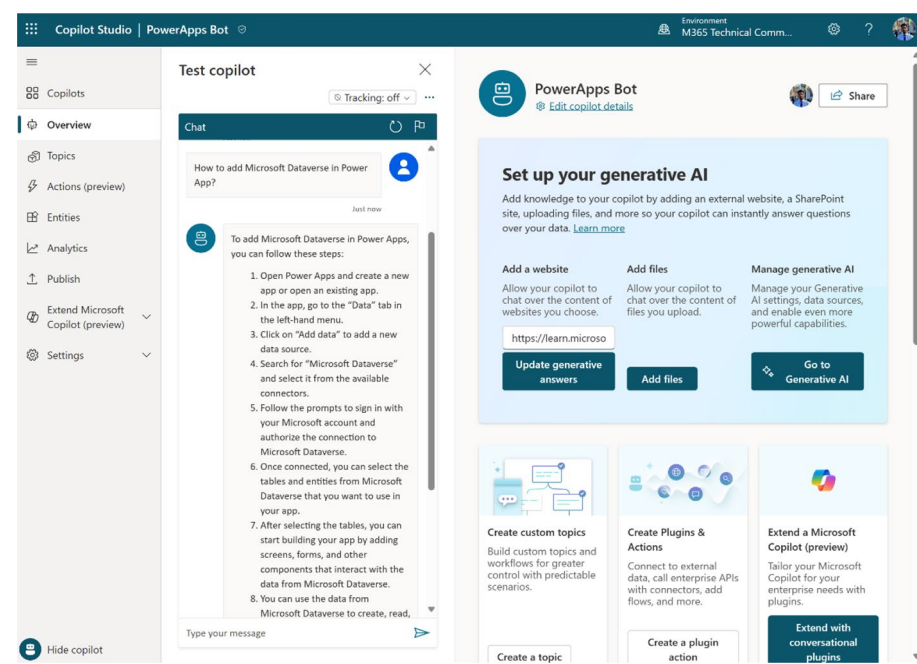 Copilot Studio | PowerApps Bot
Environment
M365 Technical Comm...
?
Copilots
Overview
Topics
Actions (preview)
Entities
Analytics
Publish
Extend Microsoft
Copilot (preview)
Settings
Hide copilot
Test copilot
Tracking: off
...
Chat
How to add Microsoft Dataverse in Power
App?
Just now
To add Microsoft Dataverse in Power Apps,
you can follow these steps:
1. Open Power Apps and create a new
app or open an existing app.
2. In the app, go to the “Data” tab in
the left-hand menu.
3. Click on “Add data” to add a new
data source.
4. Search for “Microsoft Dataverse”
and select it from the available
connectors.
5. Follow the prompts to sign in with
your Microsoft account and
authorize the connection to
Microsoft Dataverse.
6. Once connected, you can select the
tables and entities from Microsoft
Dataverse that you want to use in
your app.
7. After selecting the tables, you can
start building your app by adding
screens, forms, and other
components that interact with the
data from Microsoft Dataverse.
8. You can use the data from
Microsoft Dataverse to create, read,
Type your message
PowerApps Bot
Edit copilot details
Share
Set up your generative AI
Add knowledge to your copilot by adding an external website, a SharePoint
site, uploading files, and more so your copilot can instantly answer questions
over your data. Learn more
Add a website
Allow your copilot to
chat over the content of
websites you choose.
https://learn.microso
Update generative
answers
Add files
Allow your copilot to
chat over the content of
files you upload.
Add files
Manage generative AI
Manage your Generative
AI settings, data sources,
and enable even more
powerful capabilities.
Go to
Generative AI
Create custom topics
Build custom topics and
workflows for greater
control with predictable
scenarios.
Create a topic
Create Plugins &
Actions
Connect to external
data, call enterprise APIs
with connectors, add
flows, and more.
Create a plugin
action
Extend a Microsoft
Copilot (preview)
Tailor your Microsoft
Copilot for your
enterprise needs with
plugins.
Extend with
conversational
plugins